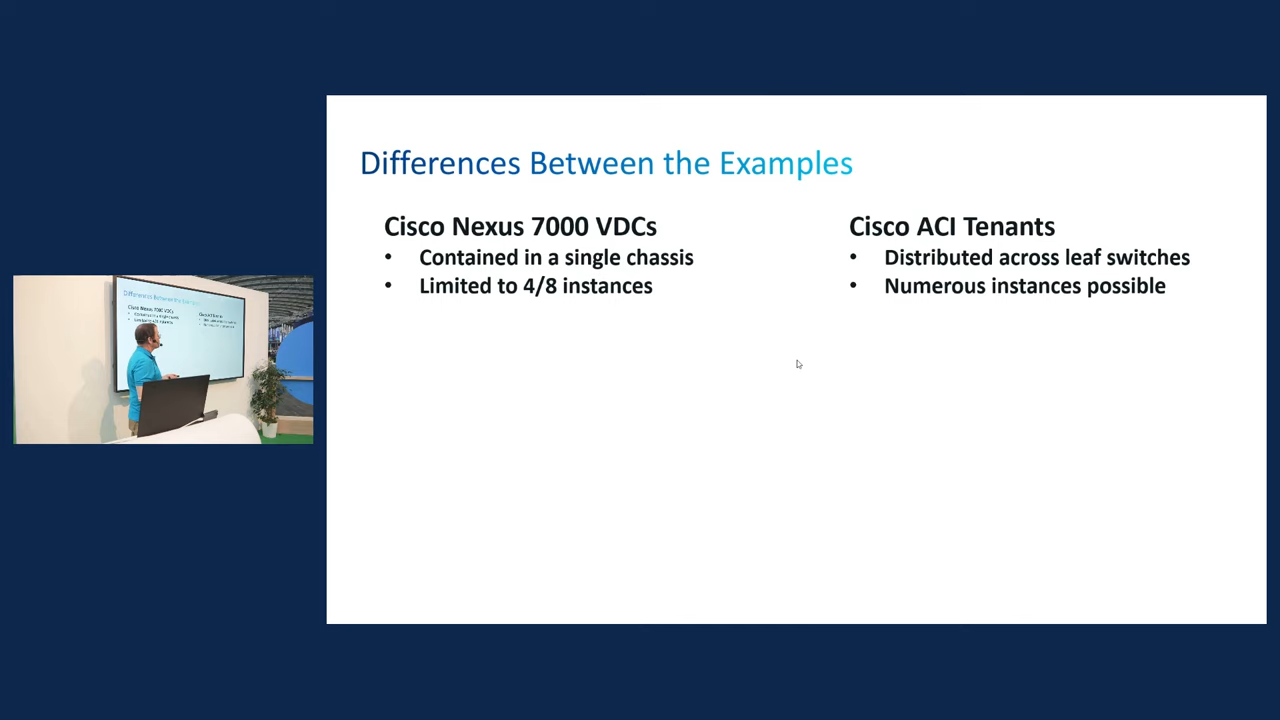 Differences Between the Examples
Cisco Nexus 7000 VDCs
• Contained in a single chassis
• Limited to 4/8 instances
Cisco ACI Tenants
• Distributed across leaf switches
• Numerous instances possible